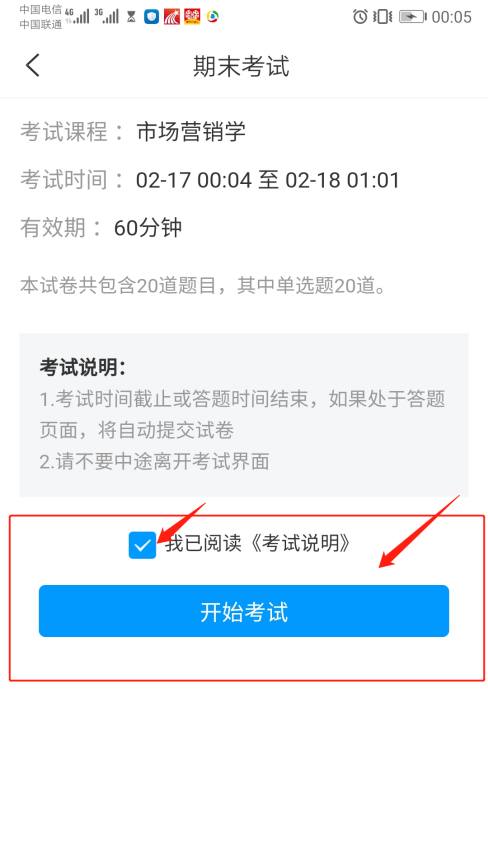 中国电信 4G 3G 00:05
中国联通
期末考试
考试课程： 市场营销学
考试时间： 02-17 00:04 至 02-18 01:01
有效期： 60分钟
本试卷共包含20道题目，其中单选题20道。
考试说明：
1.考试时间截止或答题时间结束，如果处于答题
页面，将自动提交试卷
2.请不要中途离开考试界面
我已阅读《考试说明》
开始考试